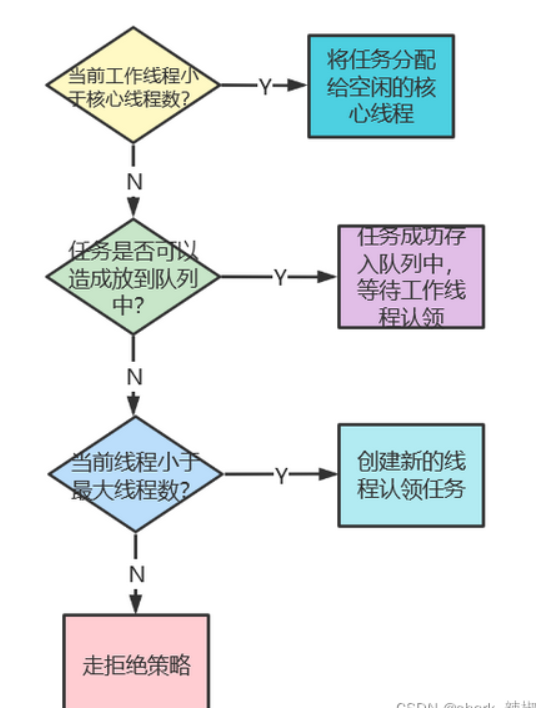 当前工作线程小
于核心线程数?
Y
将任务分配
给空闲的核
心线程
N
任务是否可以
造成放到队列
中?
Y
任务成功存
入队列中，
等待工作线
程认领
N
当前线程小于
最大线程数?
Y
创建新的线
程认领任务
N
走拒绝策略
CSDN @shark